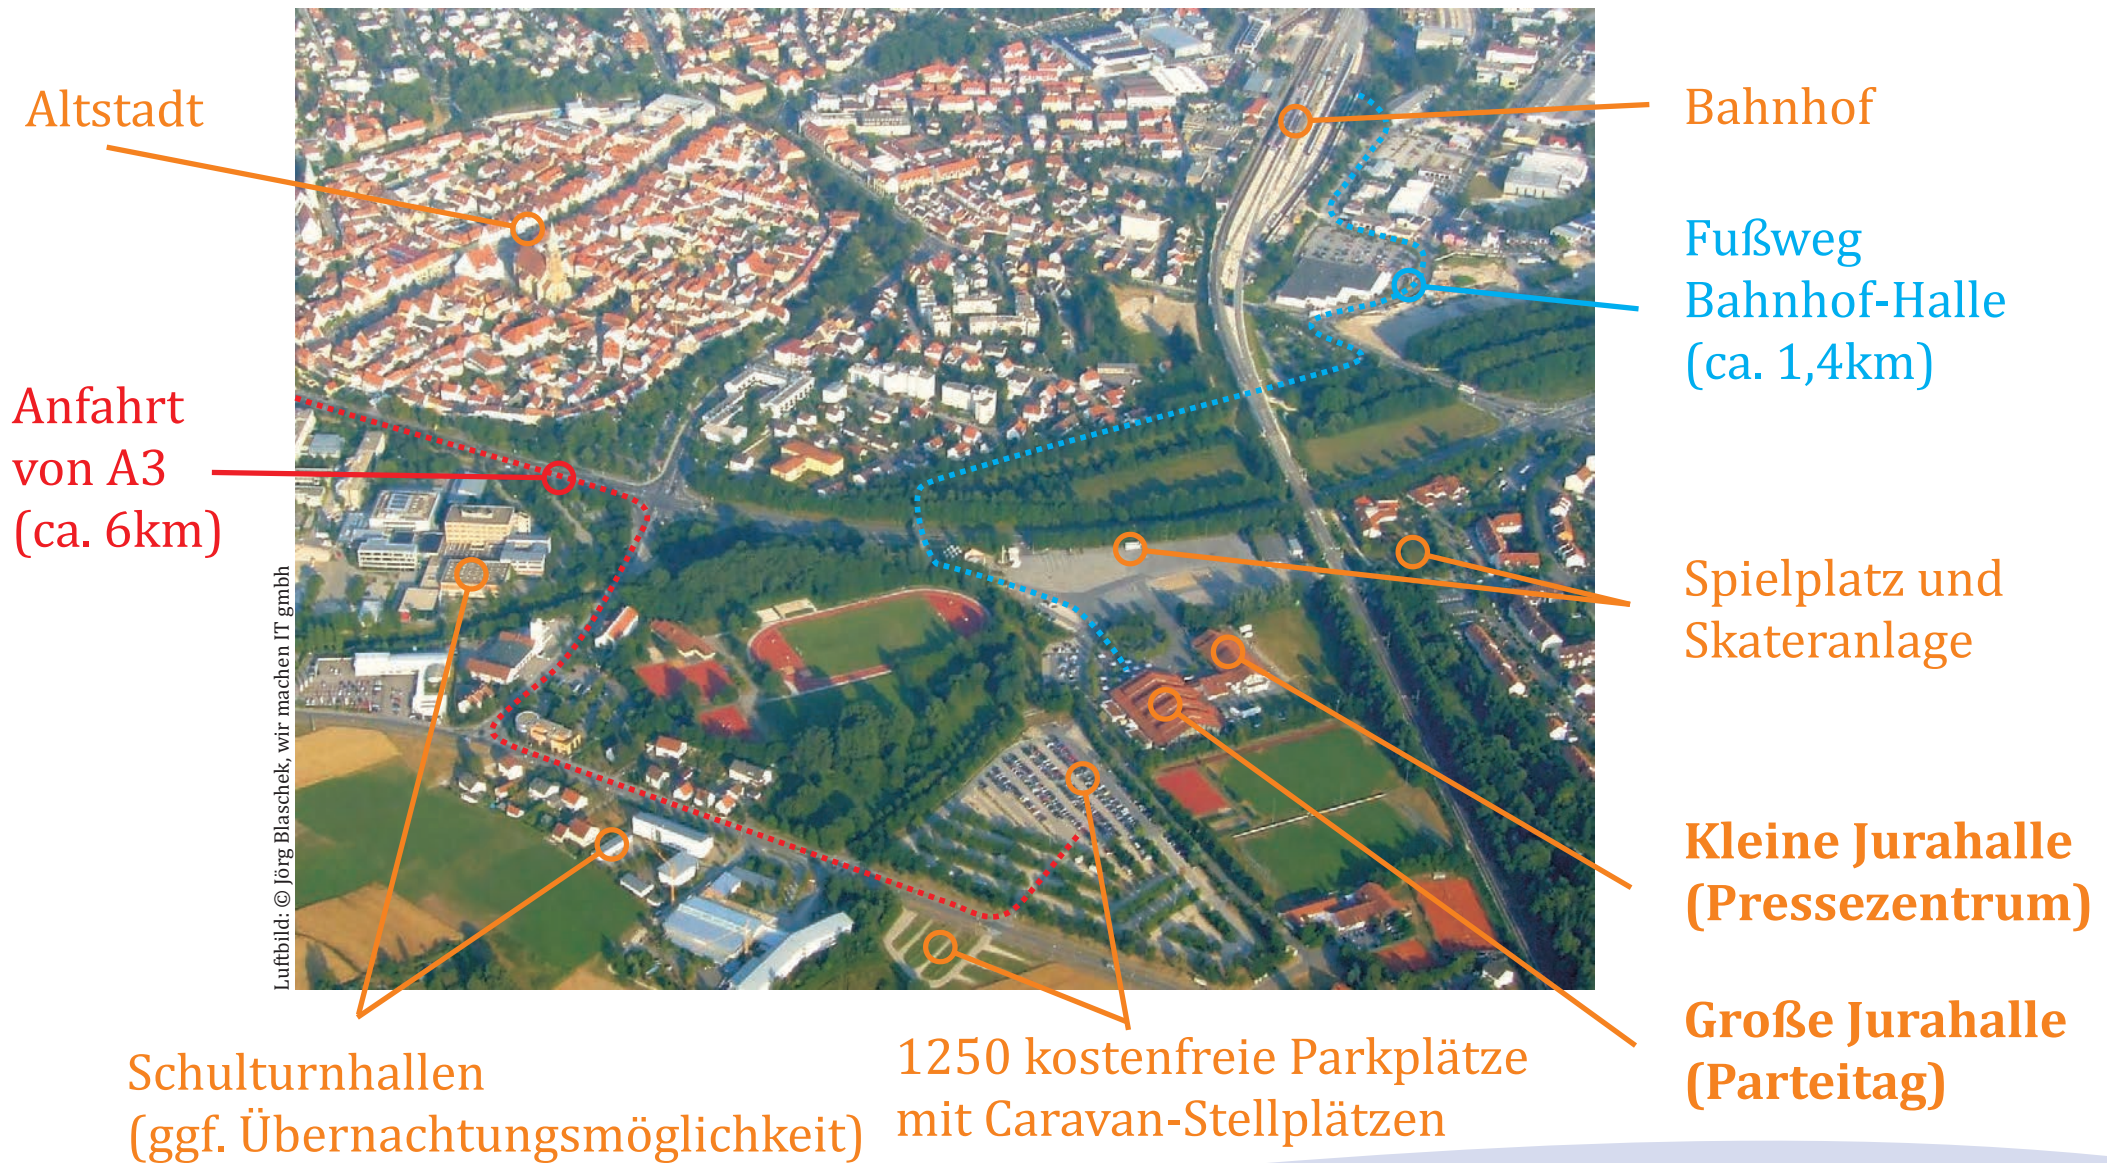 Altstadt
Anfahrt
von A3
(ca. 6km)
Luftbild: © Jörg Blaschek, wir machen IT gmbh
Schulturnhallen
(ggf. Übernachtungsmöglichkeit)
1250 kostenfreie Parkplätze
mit Caravan-Stellplätzen
Bahnhof
Fußweg
Bahnhof-Halle
(ca. 1,4km)
Spielplatz und
Skateranlage
Kleine Jurahalle
(Pressezentrum)
Große Jurahalle
(Parteitag)